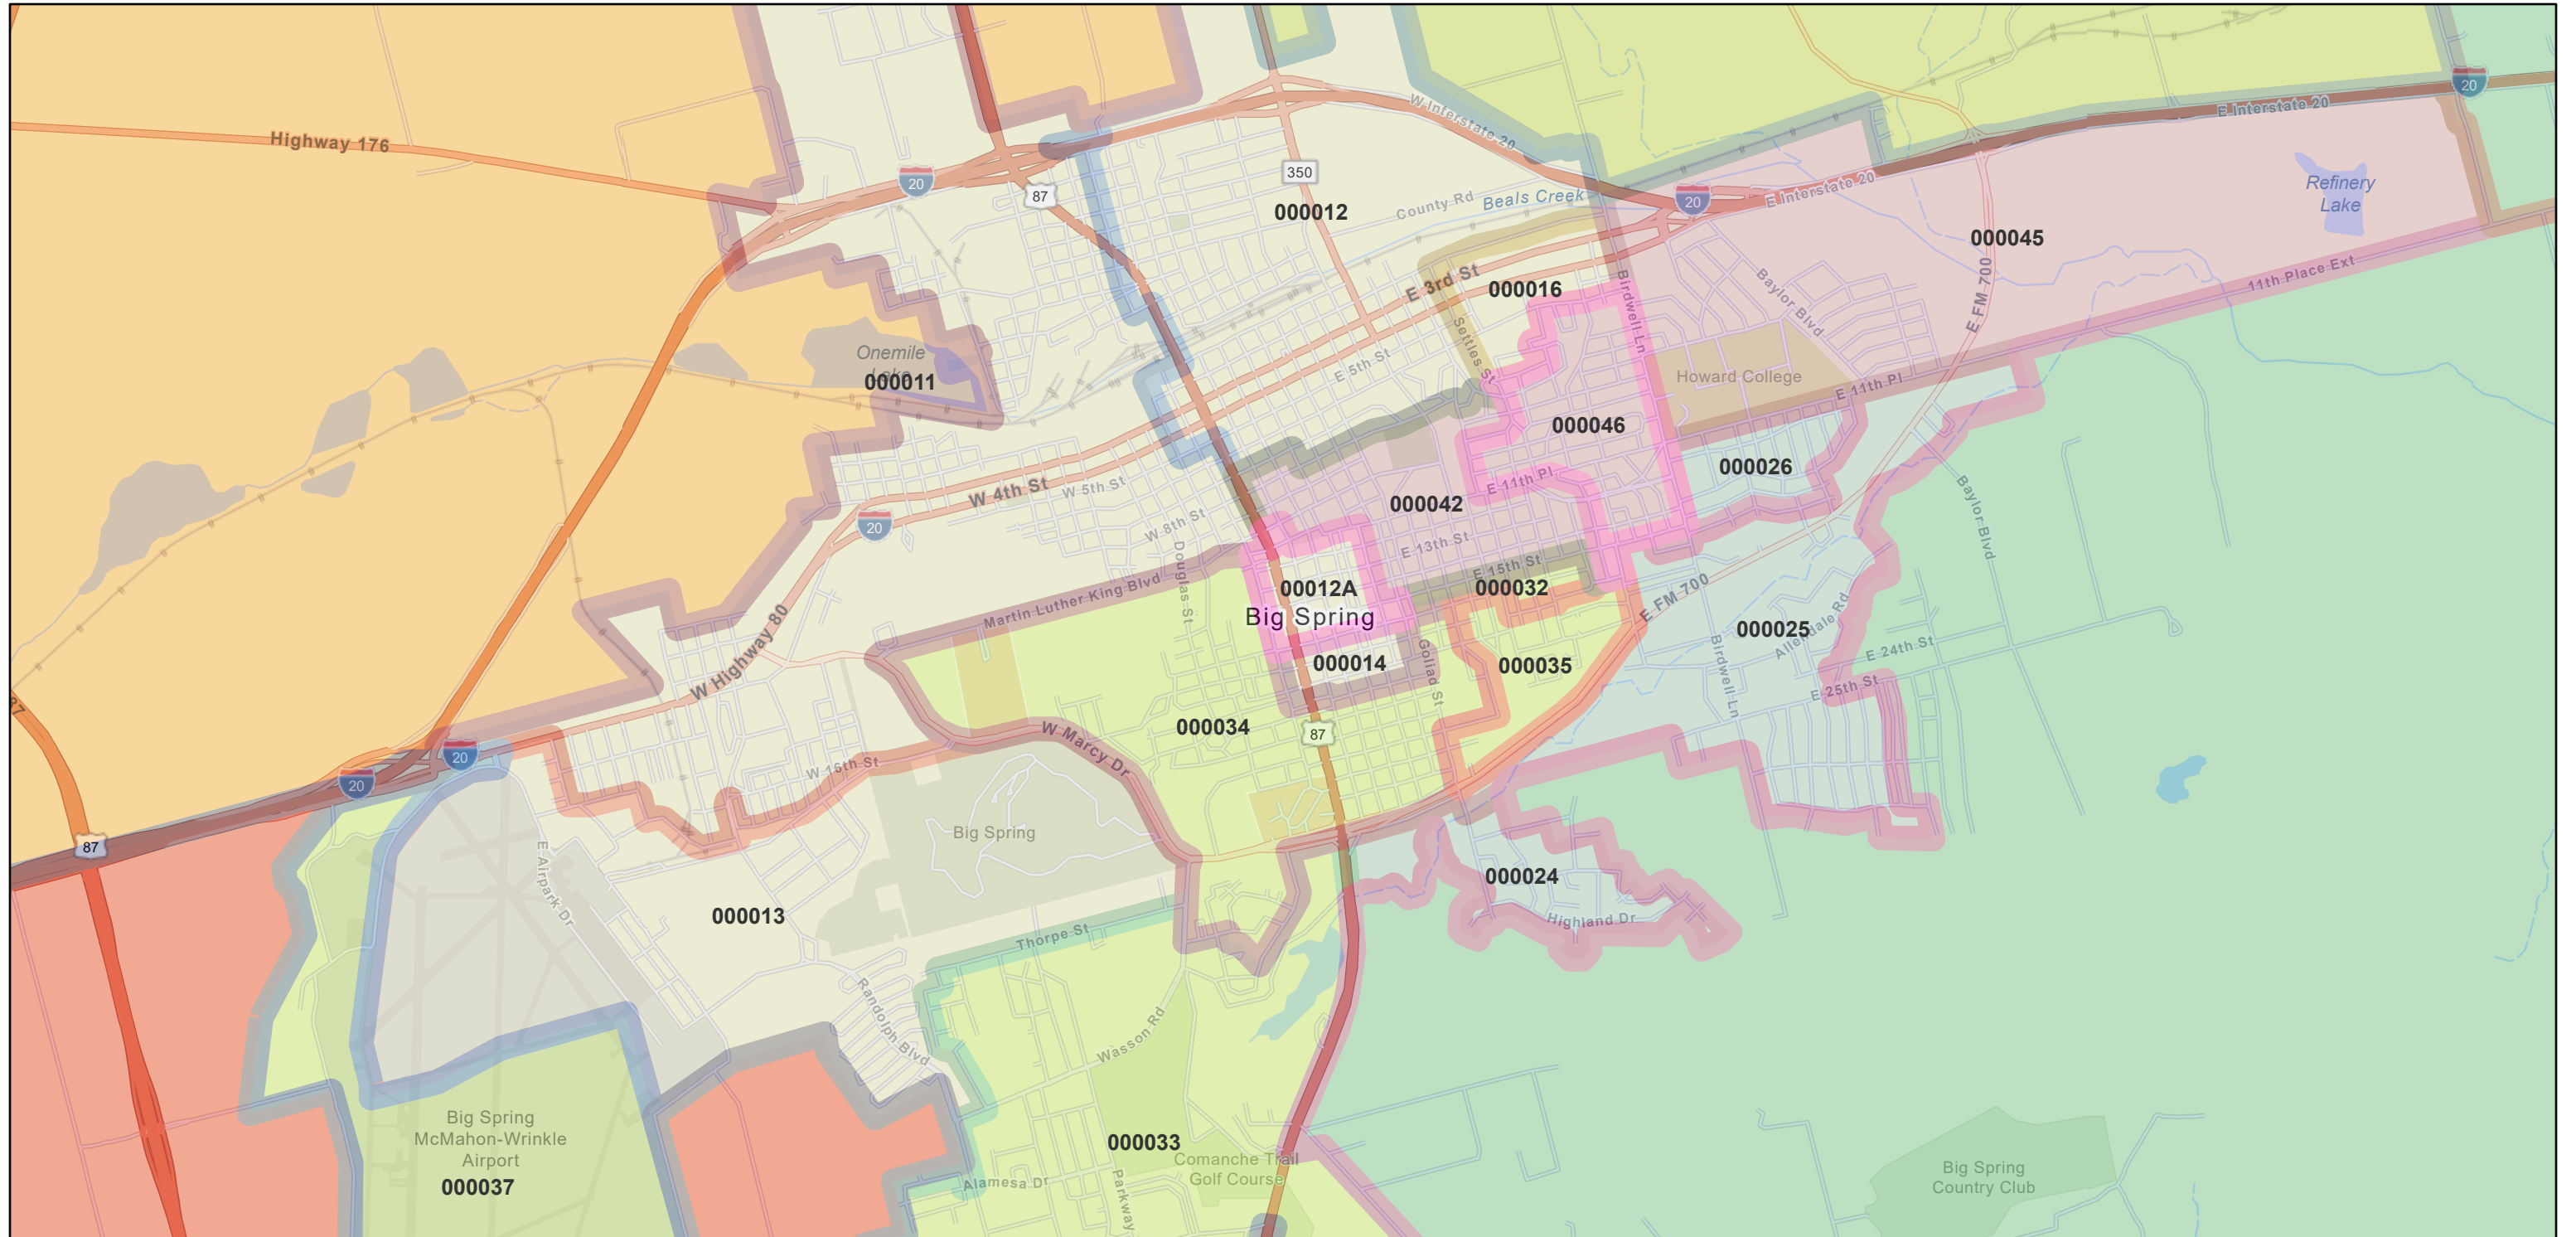 Highway 176
W Interstate 20
E Interstate 20
20
20
87
350
000012
County Rd
Beals Creek
20
E Interstate 20
Refinery
Lake
000045
11th Place Ext
E FM 700
Baylor Blvd
Birdwell Ln
E 3rd St
000016
Settles St
Onemile
Lake
000011
E 5th St
Howard College
E 11th Pl
000046
000026
W 4th St
W 5th St
E 11th Pl
000042
20
W 8th St
E 13th St
Baylor Blvd
Douglas St
E 15th St
000032
00012A
Big Spring
Martin Luther King Blvd
E FM 700
000025
Allendale Rd
E 24th St
E 25th St
Birdwell Ln
000014
Goliad St
000035
W Highway 80
87
000034
87
W Marcy Dr
W 16th St
20
20
87
Big Spring
E Airpark Dr
000013
000024
Highland Dr
Thorpe St
Randolph Blvd
Wasson Rd
Big Spring
McMahon-Wrinkle
Airport
000037
000033
Comanche Trail
Golf Course
Alamesa Dr
Parkway
Big Spring
Country Club